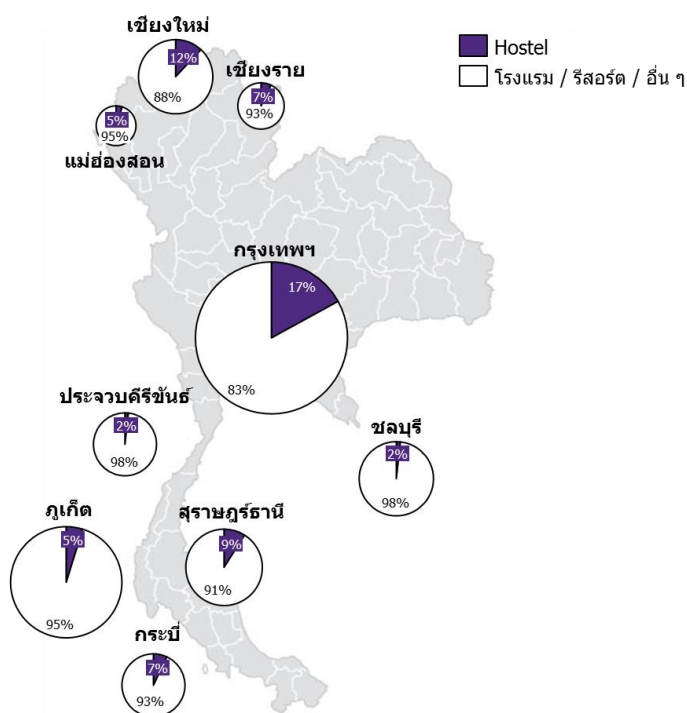 เชียงใหม่
12%
88%
Hostel
โรงแรม / รีสอร์ต / อื่น ๆ
เชียงราย
7%
93%
5%
95%
แม่ฮ่องสอน
กรุงเทพฯ
17%
83%
ประจวบคีรีขันธ์
2%
98%
ชลบุรี
2%
98%
ภูเก็ต
5%
95%
สุราษฎร์ธานี
9%
91%
กระบี่
7%
93%